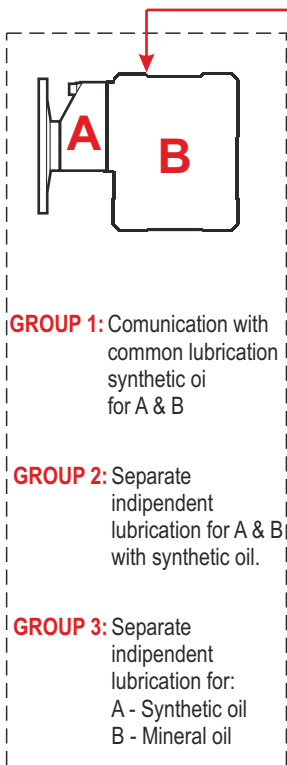 A
B
GROUP 1: Comunication with
common lubrication
synthetic oi
for A & B
GROUP 2: Separate
indipendent
lubrication for A & B
with synthetic oil.
GROUP 3: Separate
indipendent
lubrication for:
A - Synthetic oil
B - Mineral oil